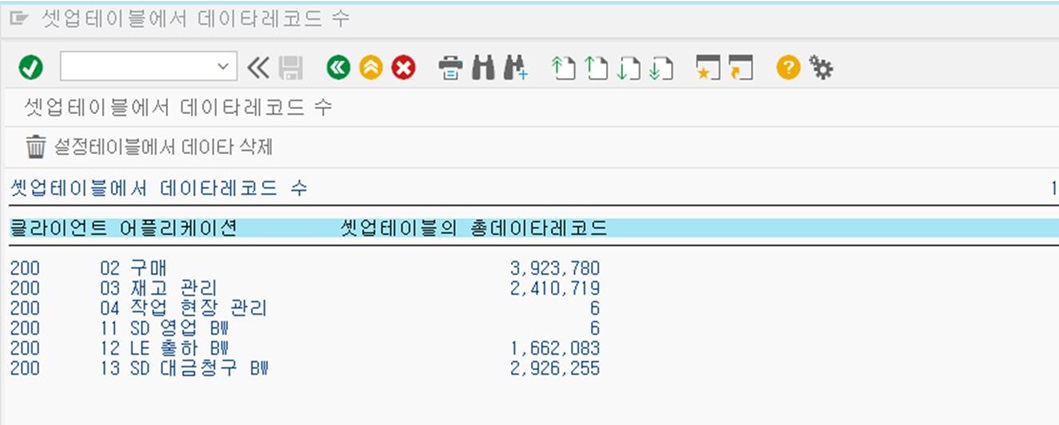 셋업테이블에서 데이타레코드 수
셋업테이블에서 데이타레코드 수
설정테이블에서 데이타 삭제
셋업테이블에서 데이타레코드 수 1
클라이언트 어플리케이션 셋업테이블의 총데이타레코드
200 02 구매 3,923,780
200 03 재고 관리 2,410,719
200 04 작업 현장 관리 6
200 11 SD 영업 BW 6
200 12 LE 출하 BW 1,662,083
200 13 SD 대금청구 BW 2,926,255